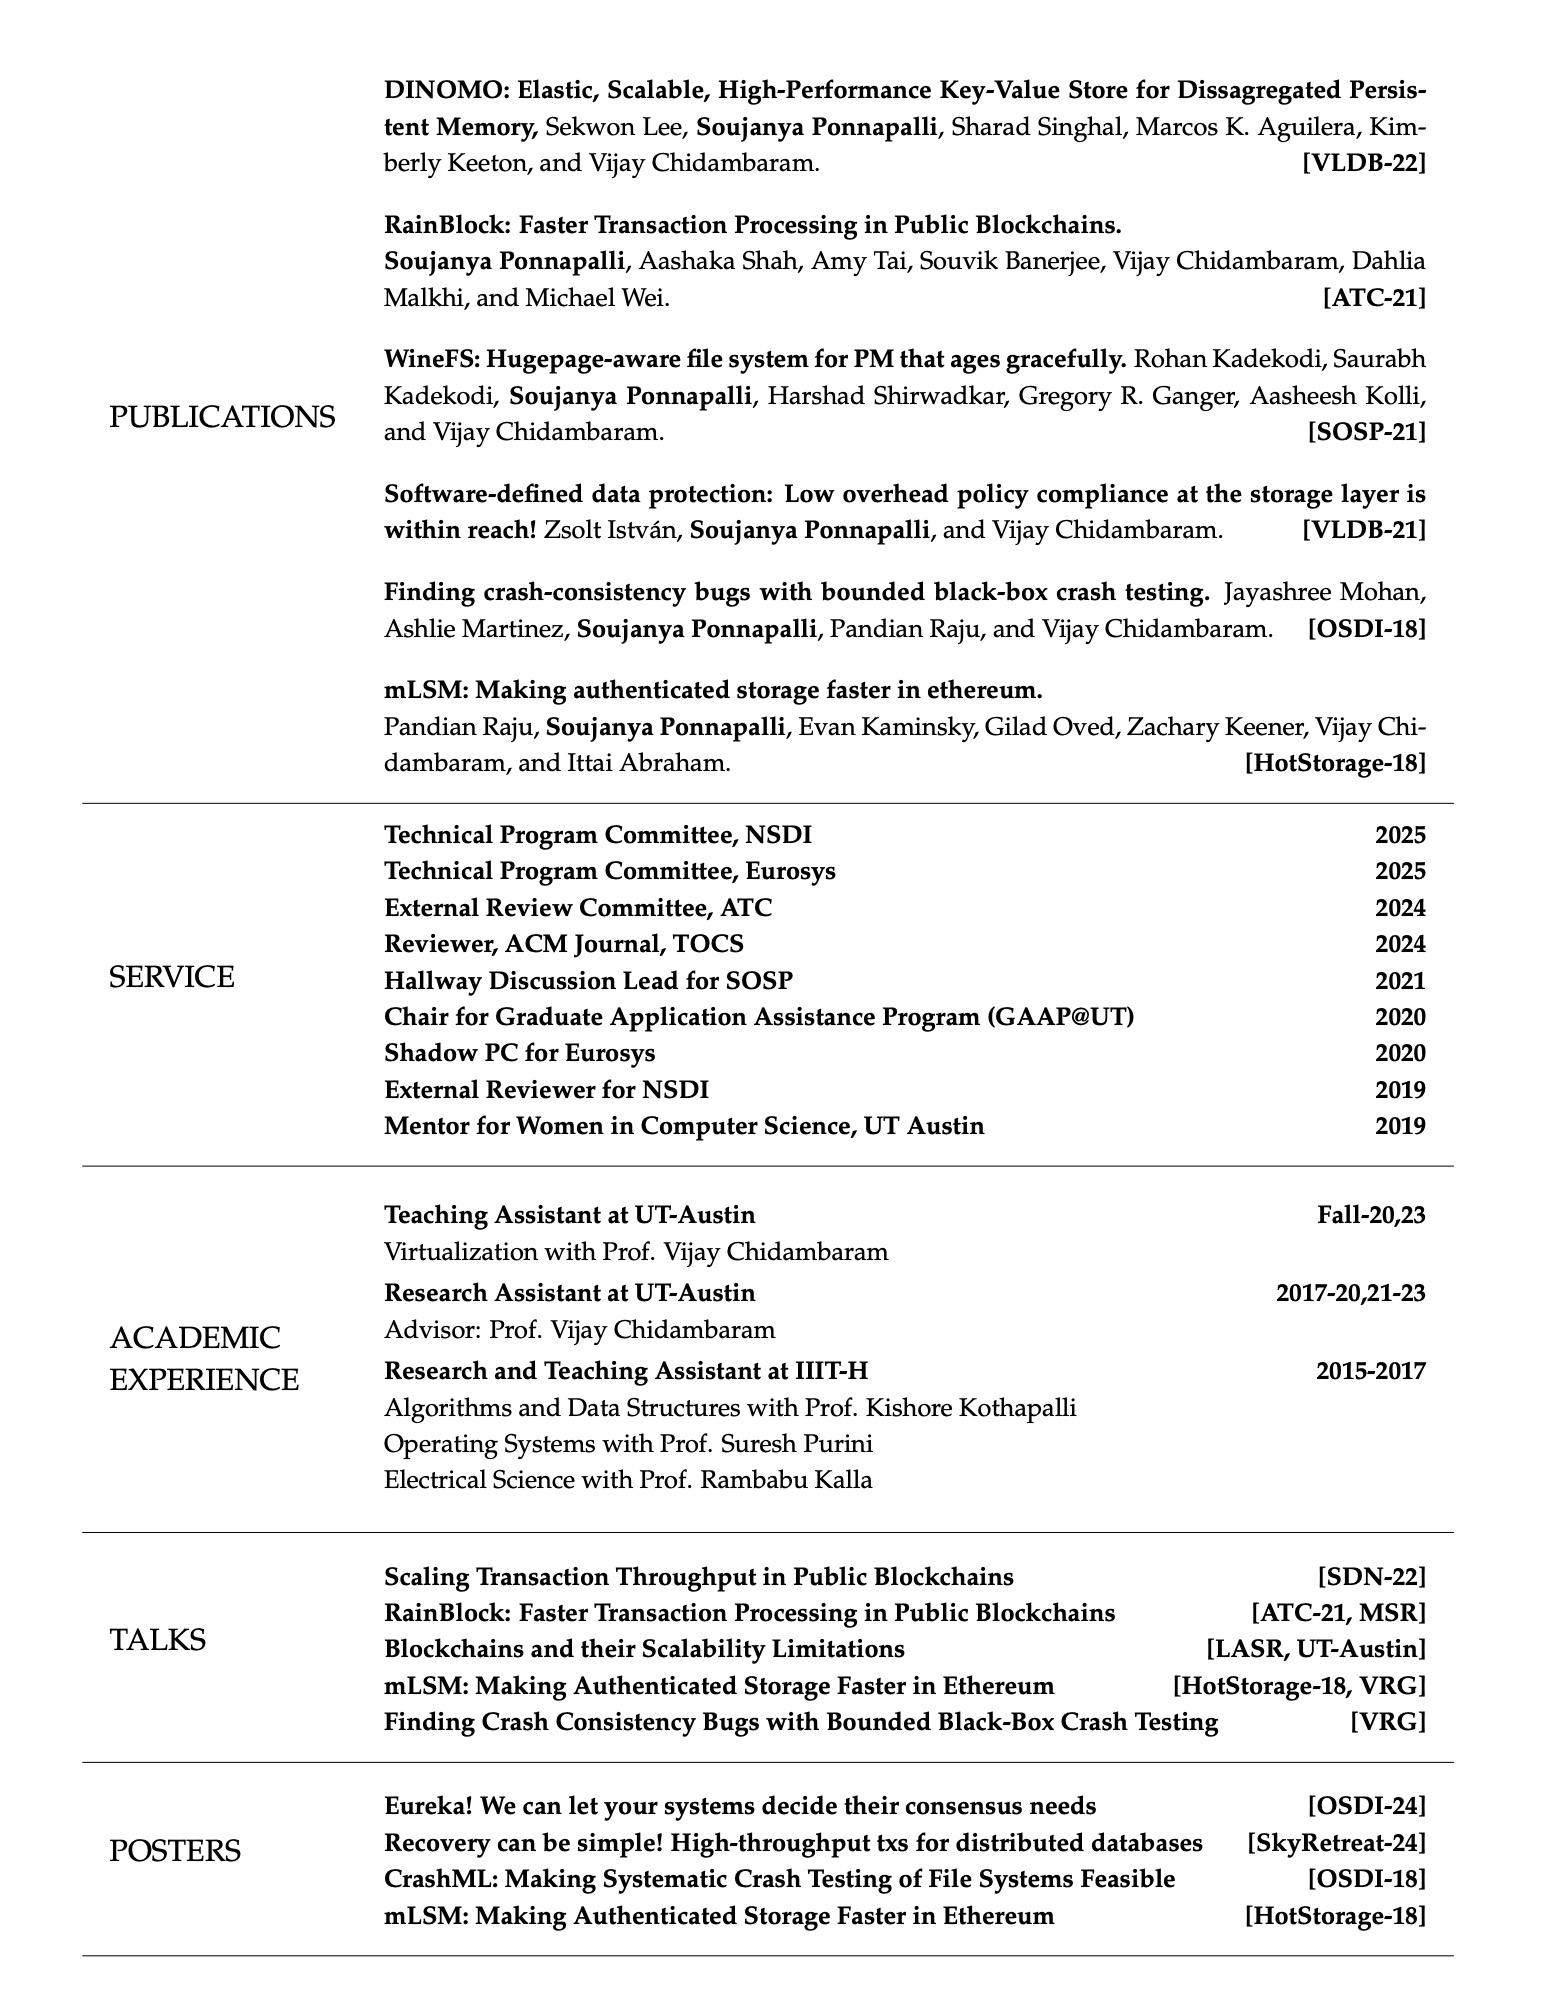 PUBLICATIONS
DINOMO: Elastic, Scalable, High-Performance Key-Value Store for Dissagregated Persis-
tent Memory, Sekwon Lee, Soujanya Ponnapalli, Sharad Singhal, Marcos K. Aguilera, Kim-
berly Keeton, and Vijay Chidambaram. [VLDB-22]
RainBlock: Faster Transaction Processing in Public Blockchains.
Soujanya Ponnapalli, Aashaka Shah, Amy Tai, Souvik Banerjee, Vijay Chidambaram, Dahlia
Malkhi, and Michael Wei. [ATC-21]
WineFS: Hugepage-aware file system for PM that ages gracefully. Rohan Kadekodi, Saurabh
Kadekodi, Soujanya Ponnapalli, Harshad Shirwadkar, Gregory R. Ganger, Aasheesh Kolli,
and Vijay Chidambaram. [SOSP-21]
Software-defined data protection: Low overhead policy compliance at the storage layer is
within reach! Zsolt István, Soujanya Ponnapalli, and Vijay Chidambaram. [VLDB-21]
Finding crash-consistency bugs with bounded black-box crash testing. Jayashree Mohan,
Ashlie Martinez, Soujanya Ponnapalli, Pandian Raju, and Vijay Chidambaram. [OSDI-18]
mLSM: Making authenticated storage faster in ethereum.
Pandian Raju, Soujanya Ponnapalli, Evan Kaminsky, Gilad Oved, Zachary Keener, Vijay Chi-
dambaram, and Ittai Abraham. [HotStorage-18]
SERVICE
Technical Program Committee, NSDI 2025
Technical Program Committee, Eurosys 2025
External Review Committee, ATC 2024
Reviewer, ACM Journal, TOCS 2024
Hallway Discussion Lead for SOSP 2021
Chair for Graduate Application Assistance Program (GAAP@UT) 2020
Shadow PC for Eurosys 2020
External Reviewer for NSDI 2019
Mentor for Women in Computer Science, UT Austin 2019
ACADEMIC
EXPERIENCE
Teaching Assistant at UT-Austin Fall-20,23
Virtualization with Prof. Vijay Chidambaram
Research Assistant at UT-Austin 2017-20,21-23
Advisor: Prof. Vijay Chidambaram
Research and Teaching Assistant at IIIT-H 2015-2017
Algorithms and Data Structures with Prof. Kishore Kothapalli
Operating Systems with Prof. Suresh Purini
Electrical Science with Prof. Rambabu Kalla
TALKS
Scaling Transaction Throughput in Public Blockchains [SDN-22]
RainBlock: Faster Transaction Processing in Public Blockchains [ATC-21, MSR]
Blockchains and their Scalability Limitations [LASR, UT-Austin]
mLSM: Making Authenticated Storage Faster in Ethereum [HotStorage-18, VRG]
Finding Crash Consistency Bugs with Bounded Black-Box Crash Testing [VRG]
POSTERS
Eureka! We can let your systems decide their consensus needs [OSDI-24]
Recovery can be simple! High-throughput txs for distributed databases [SkyRetreat-24]
CrashML: Making Systematic Crash Testing of File Systems Feasible [OSDI-18]
mLSM: Making Authenticated Storage Faster in Ethereum [HotStorage-18]